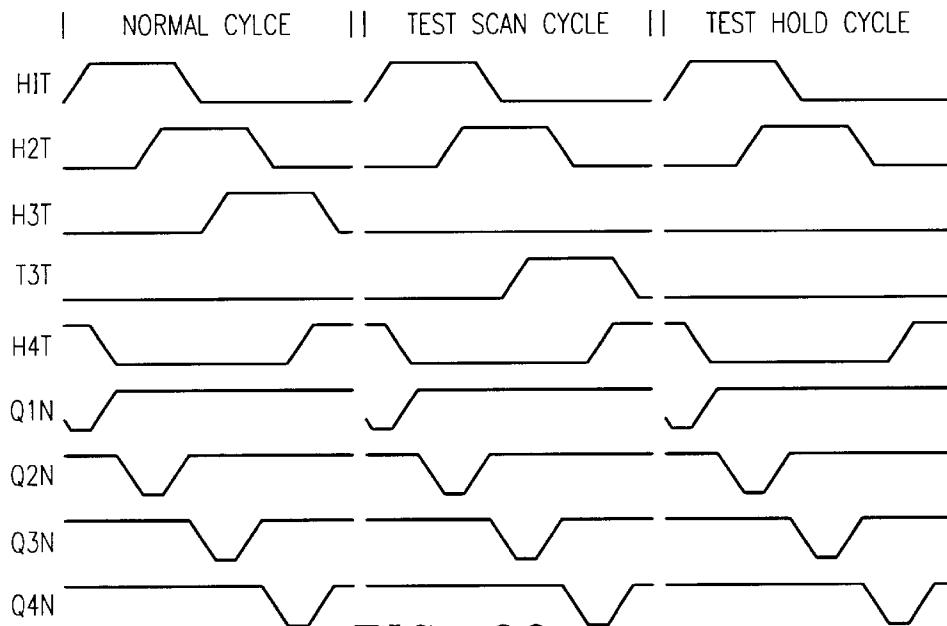 | NORMAL CYLCE || TEST SCAN CYCLE || TEST HOLD CYCLE
H1T
H2T
H3T
T3T
H4T
Q1N
Q2N
Q3N
Q4N